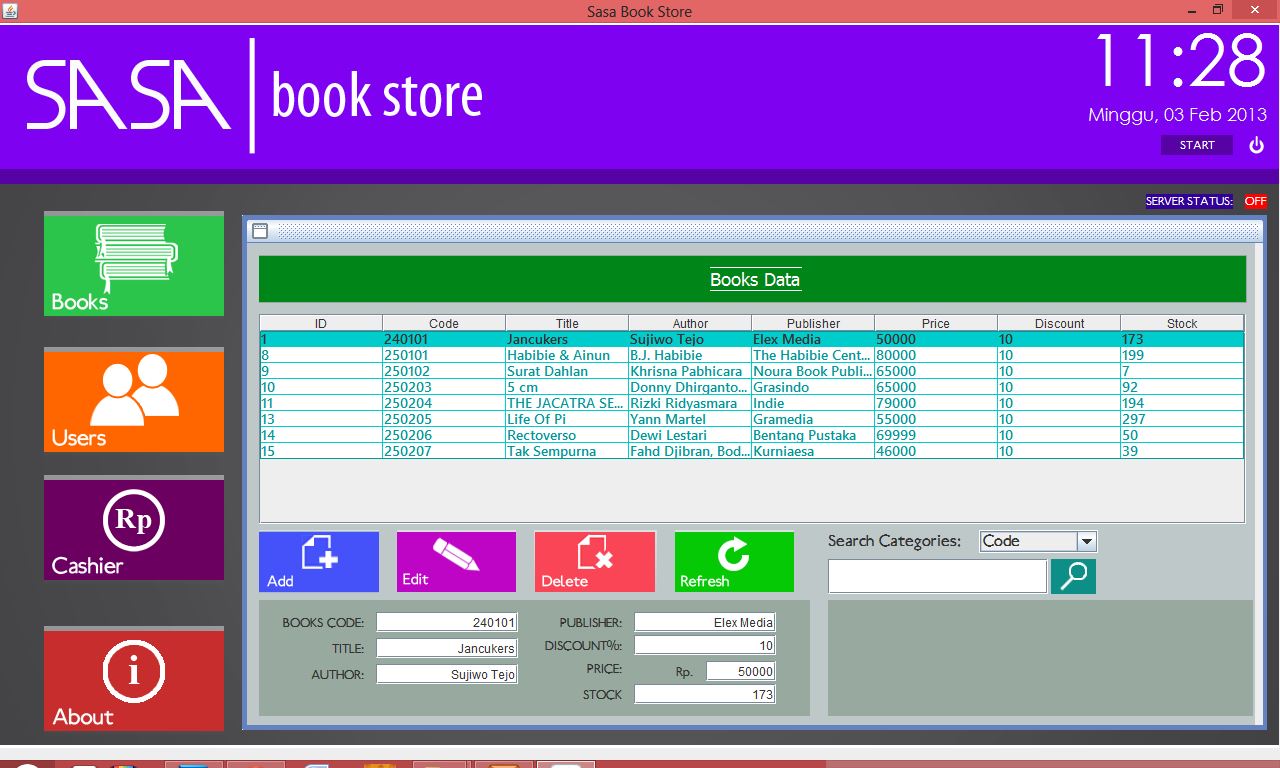 Sasa Book Store
SASA | book store
11:28
Minggu, 03 Feb 2013
START
SERVER STATUS: OFF
Books
Users
Rp
Cashier
i
About
Books Data
ID Code Title Author Publisher Price Discount Stock
1 240101 Jancukers Sujiwo Tejo Elex Media 50000 10 173
8 250101 Habibie & Ainun B.J. Habibie The Habibie Cent... 80000 10 199
9 250102 Surat Dahlan Khrisna Pabhicara Noura Book Publi... 65000 10 7
10 250203 5 cm Donny Dhirganto... Grasindo 65000 10 92
11 250204 THE JACATRA SE... Rizki Ridyasmara Indie 79000 10 194
13 250205 Life Of Pi Yann Martel Gramedia 55000 10 297
14 250206 Rectoverso Dewi Lestari Bentang Pustaka 69999 10 50
15 250207 Tak Sempurna Fahd Djibran, Bod... Kurniaesa 46000 10 39
Add Edit Delete Refresh
Search Categories: Code
BOOKS CODE: 240101 PUBLISHER: Elex Media
TITLE: Jancukers DISCOUNT%: 10
AUTHOR: Sujiwo Tejo PRICE: Rp. 50000
STOCK 173